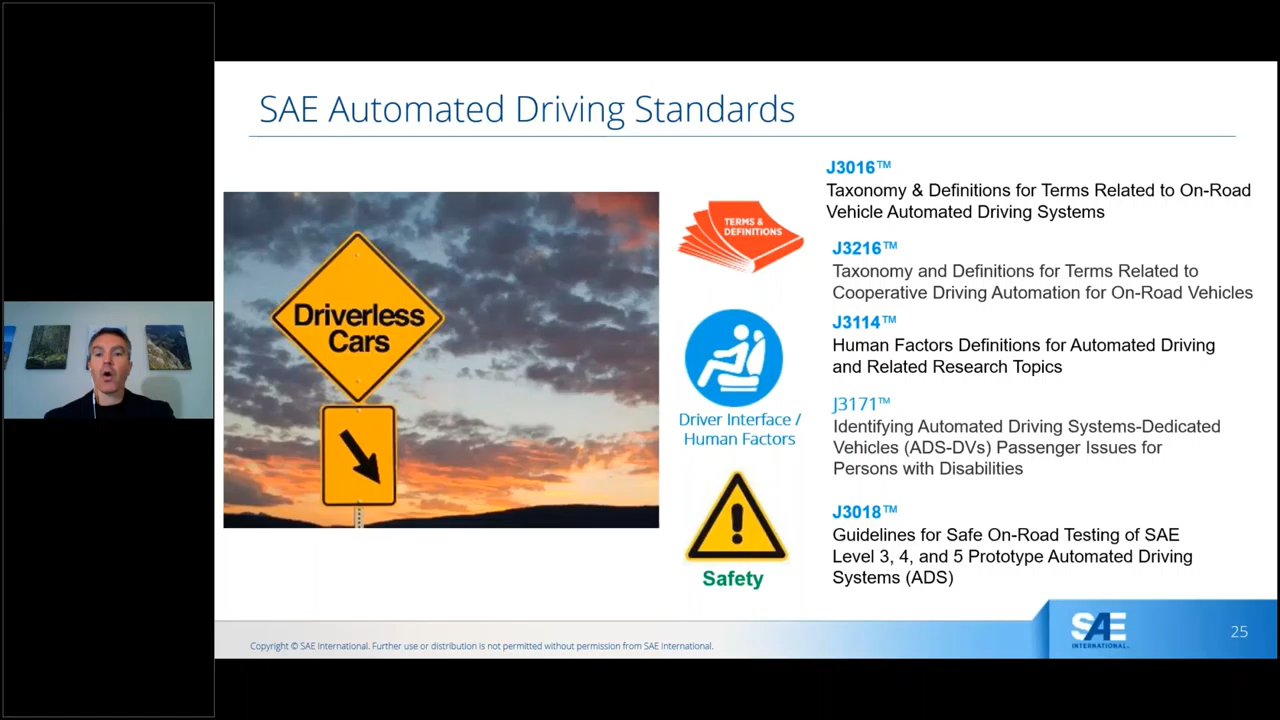 SAE Automated Driving Standards
Driverless
Cars
TERMS &
DEFINITIONS
Driver Interface /
Human Factors
Safety
J3016™
Taxonomy & Definitions for Terms Related to On-Road
Vehicle Automated Driving Systems
J3216™
Taxonomy and Definitions for Terms Related to
Cooperative Driving Automation for On-Road Vehicles
J3114™
Human Factors Definitions for Automated Driving
and Related Research Topics
J3171™
Identifying Automated Driving Systems-Dedicated
Vehicles (ADS-DVs) Passenger Issues for
Persons with Disabilities
J3018™
Guidelines for Safe On-Road Testing of SAE
Level 3, 4, and 5 Prototype Automated Driving
Systems (ADS)
Copyright © SAE International. Further use or distribution is not permitted without permission from SAE International.
SAE
INTERNATIONAL.
25